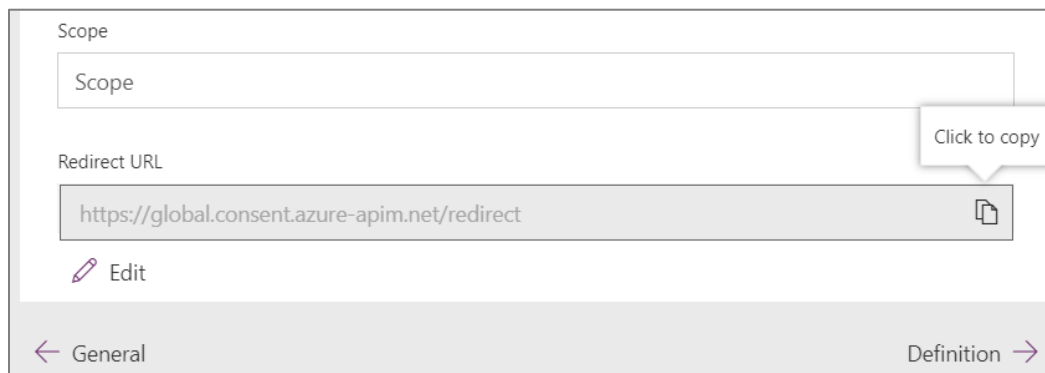 Scope
Scope
Click to copy
Redirect URL
https://global.consent.azure-apim.net/redirect
Edit
General
Definition